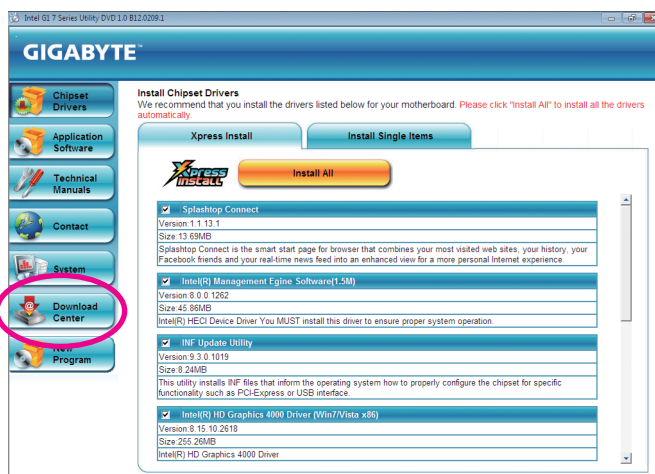 Intel G1 7 Series Utility DVD 1.0 B12.0209.1
GIGABYTE™
Chipset
Drivers
Application
Software
Technical
Manuals
Contact
System
Download
Center
New
Program
Install Chipset Drivers
We recommend that you install the drivers listed below for your motherboard. Please click "Install All" to install all the drivers
automatically.
Xpress Install
Install Single Items
Xpress
Install
Install All
Splashtop Connect
Version:1.1.13.1
Size:13.69MB
Splashtop Connect is the smart start page for browser that combines your most visited web sites, your history, your
Facebook friends and your real-time news feed into an enhanced view for a more personal Internet experience.
Intel(R) Management Egine Software(1.5M)
Version:8.0.0.1262
Size:45.86MB
Intel(R) HECI Device Driver You MUST install this driver to ensure proper system operation.
INF Update Utility
Version:9.3.0.1019
Size:8.24MB
This utility installs INF files that inform the operating system how to properly configure the chipset for specific
functionality such as PCI-Express or USB interface.
Intel(R) HD Graphics 4000 Driver (Win7/Vista x86)
Version:8.15.10.2618
Size:255.26MB
Intel(R) HD Graphics 4000 Driver